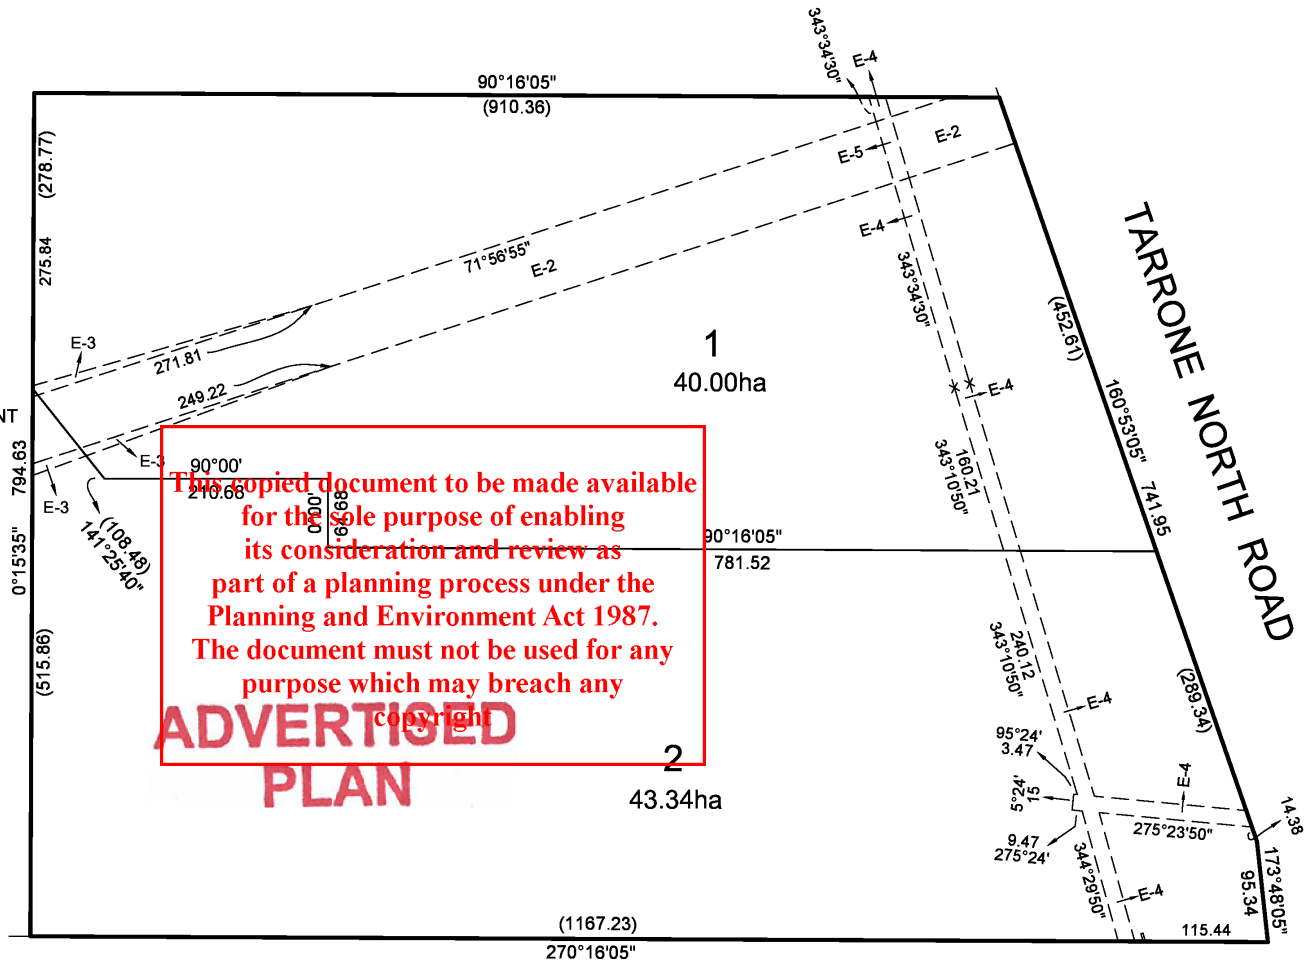 90°16'05"
(910.36)
343°34'30"
E-4
E-5
E-2
E-4
(278.77)
275.84
71°56'55"
E-2
343°34'30"
TARRONE NORTH ROAD
E-3
271.81
249.22
1
40.00ha
(452.61)
E-4
160°53'05"
741.95
NT
794.63
0°15'35"
E-3
E-3
90°00'
210.68
0°00'
64.68
(108.48)
141°25'40"
160.21
343°10'50"
90°16'05"
781.52
This copied document to be made available
for the sole purpose of enabling
its consideration and review as
part of a planning process under the
Planning and Environment Act 1987.
The document must not be used for any
purpose which may breach any
copyright
ADVERTISED
PLAN
(515.86)
240.12
343°10'50"
(289.34)
E-4
2
43.34ha
95°24'
3.47
5°24'
15
9.47
275°24'
E-4
275°23'50"
14.38
344°29'50"
E-4
173°48'05"
95.34
115.44
(1167.23)
270°16'05"